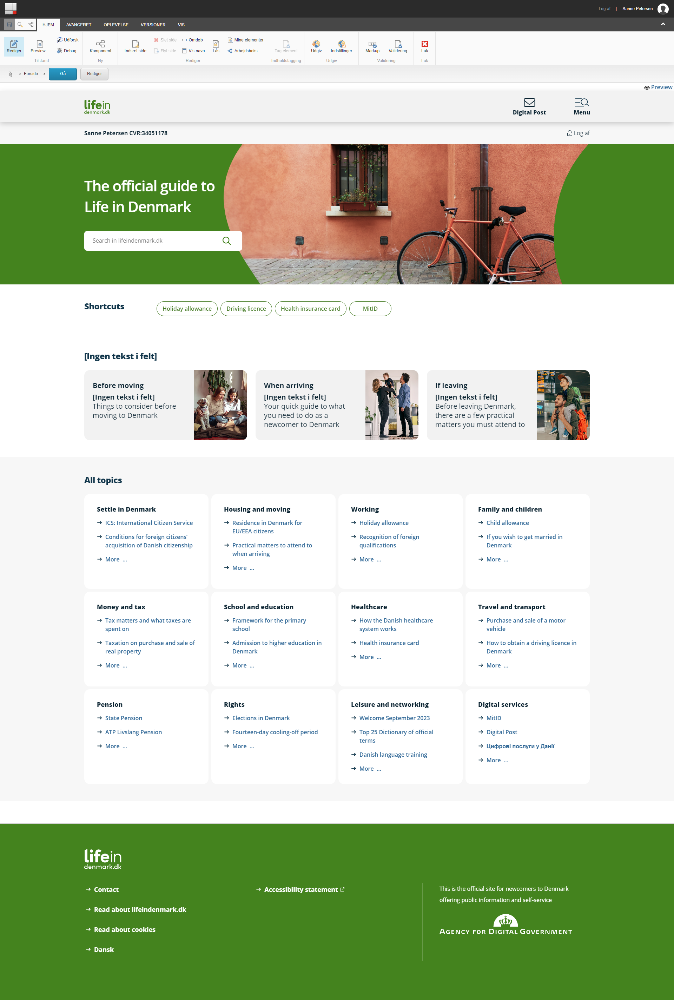 Log af | Sanne Petersen
HJEM AVANCERET OPLEVELSE VERSIONER VIS
Rediger Preview... Udforsk Debug
Tilstand
Komponent
Ny
Indsæt side Slet side Flyt side Omdøb Vis navn Lås Mine elementer Arbejdsboks
Rediger
Tag element
Indholdstagging
Udgiv Indstillinger
Udgiv
Markup Validering
Validering
Luk
Luk
Forside Gå Rediger
Preview
lifein
denmark.dk
Digital Post Menu
Sanne Petersen CVR:34051178 Log af
The official guide to
Life in Denmark
Search in lifeindenmark.dk
Shortcuts Holiday allowance Driving licence Health insurance card MitID
[Ingen tekst i felt]
Before moving
[Ingen tekst i felt]
Things to consider before
moving to Denmark
When arriving
[Ingen tekst i felt]
Your quick guide to what
you need to do as a
newcomer to Denmark
If leaving
[Ingen tekst i felt]
Before leaving Denmark,
there are a few practical
matters you must attend to
All topics
Settle in Denmark
ICS: International Citizen Service
Conditions for foreign citizens’
acquisition of Danish citizenship
More ...
Housing and moving
Residence in Denmark for
EU/EEA citizens
Practical matters to attend to
when arriving
More ...
Working
Holiday allowance
Recognition of foreign
qualifications
More ...
Family and children
Child allowance
If you wish to get married in
Denmark
More ...
Money and tax
Tax matters and what taxes are
spent on
Taxation on purchase and sale of
real property
More ...
School and education
Framework for the primary
school
Admission to higher education in
Denmark
More ...
Healthcare
How the Danish healthcare
system works
Health insurance card
More ...
Travel and transport
Purchase and sale of a motor
vehicle
How to obtain a driving licence in
Denmark
More ...
Pension
State Pension
ATP Livslang Pension
More ...
Rights
Elections in Denmark
Fourteen-day cooling-off period
More ...
Leisure and networking
Welcome September 2023
Top 25 Dictionary of official
terms
Danish language training
More ...
Digital services
MitID
Digital Post
Цифрові послуги у Данії
More ...
lifein
denmark.dk
Contact
Read about lifeindenmark.dk
Read about cookies
Dansk
Accessibility statement
This is the official site for newcomers to Denmark
offering public information and self-service
AGENCY FOR DIGITAL GOVERNMENT